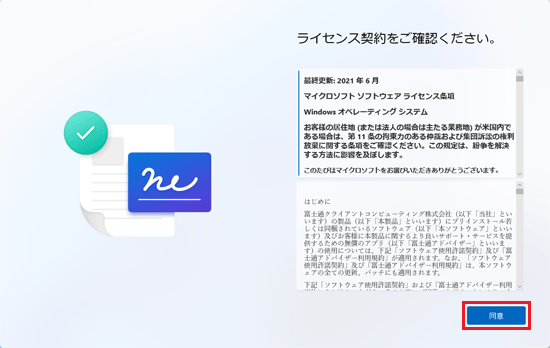 ライセンス契約をご確認ください。
最終更新: 2021 年 6 月
マイクロソフト ソフトウェア ライセンス条項
Windows オペレーティング システム
お客様の居住地 (または法人の場合は主たる業務地) が米国内で
ある場合は、第 11 条の拘束力のある仲裁および集団訴訟の権利
放棄に関する条項をご確認ください。この規定は、紛争を解決
する方法に影響を及ぼします。
このたびはマイクロソフトをお選びいただきありがとうございます。
はじめに
富士通クライアントコンピューティング株式会社（以下「当社」とい
います）の製品（以下「本製品」といいます）にプリインストール若
しくは同梱されているソフトウェア（以下「本ソフトウェア」といい
ます）及びお客様に本製品に関するより良いサポート・サービスを提
供するための無償のアプリ（以下「富士通アドバイザー」といいま
す）の使用については、下記「ソフトウェア使用許諾契約」及び「富
士通アドバイザー利用規約」が適用されます。なお、「ソフトウェア
使用許諾契約」及び「富士通アドバイザー利用規約」は、本ソフトウ
ェアの全ての更新、パッチにも適用されます。
下記「ソフトウェア使用許諾契約」および「富士通アドバイザー利用
同意